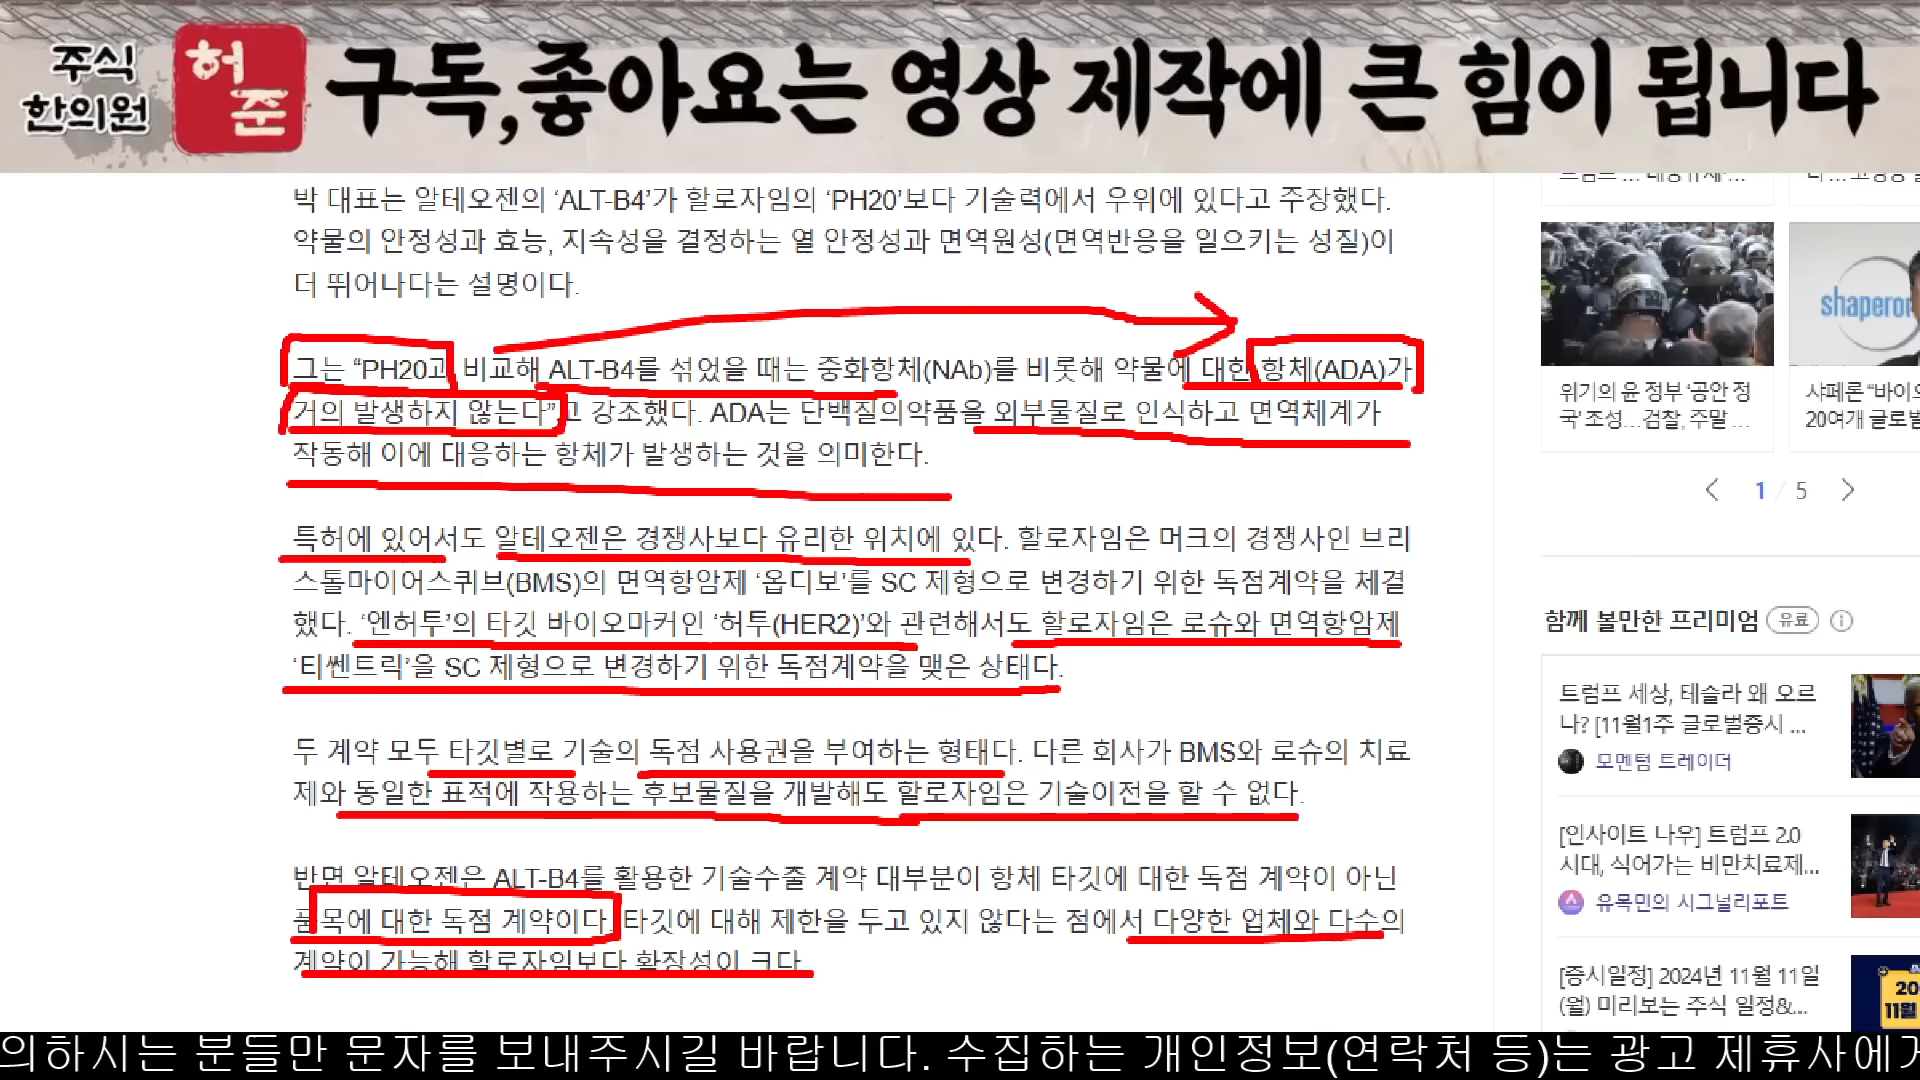 주식
한의원
허
준
구독,좋아요는 영상 제작에 큰 힘이 됩니다
박 대표는 알테오젠의 ‘ALT-B4’가 할로자임의 ‘PH20’보다 기술력에서 우위에 있다고 주장했다.
약물의 안정성과 효능, 지속성을 결정하는 열 안정성과 면역원성(면역반응을 일으키는 성질)이
더 뛰어나다는 설명이다.
그는 “PH20과 비교해 ALT-B4를 섞었을 때는 중화항체(NAb)를 비롯해 약물에 대한 항체(ADA)가
거의 발생하지 않는다”고 강조했다. ADA는 단백질의약품을 외부물질로 인식하고 면역체계가
작동해 이에 대응하는 항체가 발생하는 것을 의미한다.
특허에 있어서도 알테오젠은 경쟁사보다 유리한 위치에 있다. 할로자임은 머크의 경쟁사인 브리
스톨마이어스퀴브(BMS)의 면역항암제 ‘옵디보’를 SC 제형으로 변경하기 위한 독점계약을 체결
했다. ‘엔허투’의 타깃 바이오마커인 ‘허투(HER2)’와 관련해서도 할로자임은 로슈와 면역항암제
‘티쎈트릭’을 SC 제형으로 변경하기 위한 독점계약을 맺은 상태다.
두 계약 모두 타깃별로 기술의 독점 사용권을 부여하는 형태다. 다른 회사가 BMS와 로슈의 치료
제와 동일한 표적에 작용하는 후보물질을 개발해도 할로자임은 기술이전을 할 수 없다.
반면 알테오젠은 ALT-B4를 활용한 기술수출 계약 대부분이 항체 타깃에 대한 독점 계약이 아닌
품목에 대한 독점 계약이다. 타깃에 대해 제한을 두고 있지 않다는 점에서 다양한 업체와 다수의
계약이 가능해 할로자임보다 확장성이 크다
shaperon
위기의 윤 정부 ‘공안 정
국’ 조성...검찰, 주말 ...
샤페론 “바이오
20여개 글로벌
1 / 5
함께 볼만한 프리미엄 유료
트럼프 세상, 테슬라 왜 오르
나? [11월1주 글로벌증시 ...
모멘텀 트레이더
[인사이트 나우] 트럼프 2.0
시대, 식어가는 비만치료제...
유목민의 시그널리포트
[증시일정] 2024년 11월 11일
(월) 미리보는 주식 일정&...
20
11월
의하시는 분들만 문자를 보내주시길 바랍니다. 수집하는 개인정보(연락처 등)는 광고 제휴사에게